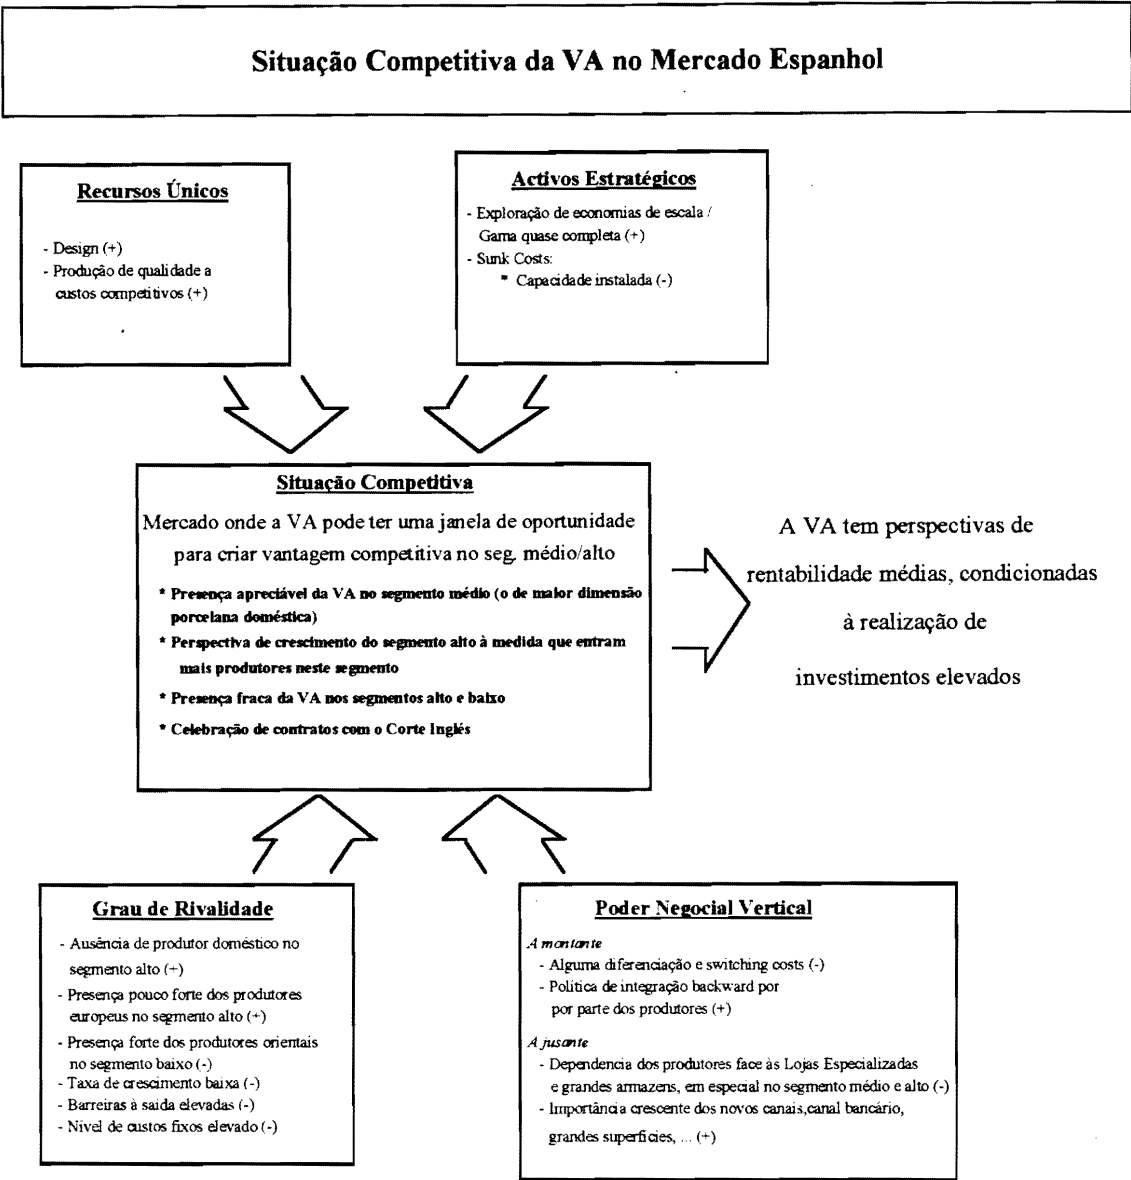 Situação Competitiva da VA no Mercado Espanhol
Recursos Únicos
- Design (+)
- Produção de qualidade a
custos competitivos (+)
Activos Estratégicos
- Exploração de economias de escala /
Gama quase completa (+)
- Sunk Costs:
* Capacidade instalada (-)
Situação Competitiva
Mercado onde a VA pode ter uma janela de oportunidade
para criar vantagem competitiva no seg. médio/alto
* Presença apreciável da VA no segmento médio (o de maior dimensão
porcelana doméstica)
* Perspectiva de crescimento do segmento alto à medida que entram
mais produtores neste segmento
* Presença fraca da VA nos segmentos alto e baixo
* Celebração de contratos com o Corte Inglés
A VA tem perspectivas de
rentabilidade médias, condicionadas
à realização de
investimentos elevados
Grau de Rivalidade
- Ausência de produtor doméstico no
segmento alto (+)
- Presença pouco forte dos produtores
europeus no segmento alto (+)
- Presença forte dos produtores orientais
no segmento baixo (-)
- Taxa de crescimento baixa (-)
- Barreiras à saída elevadas (-)
- Nivel de custos fixos elevado (-)
Poder Negocial Vertical
A montante
- Alguma diferenciação e switching costs (-)
- Política de integração backward por
por parte dos produtores (+)
A jusante
- Dependencia dos produtores face às Lojas Especializadas
e grandes armazens, em especial no segmento médio e alto (-)
- Importância crescente dos novos canais,canal bancário,
grandes superfícies, ... (+)